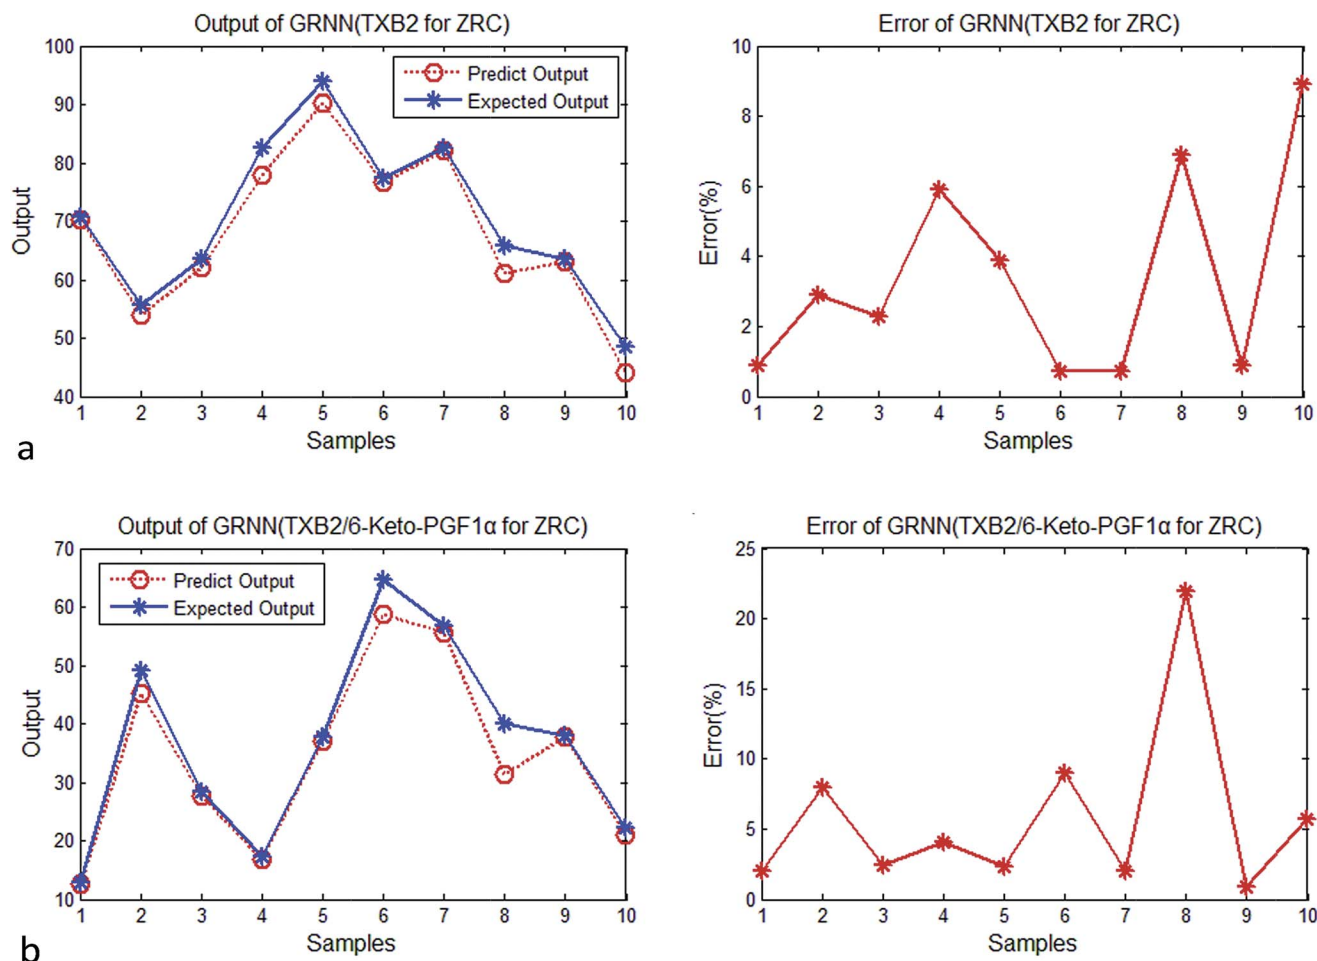 Output of GRNN(TXB2 for ZRC)
100
90
80
70
60
50
40
Output
Predict Output
Expected Output
1 2 3 4 5 6 7 8 9 10
Samples
Error of GRNN(TXB2 for ZRC)
10
8
6
4
2
0
Error(%)
1 2 3 4 5 6 7 8 9 10
Samples
a
Output of GRNN(TXB2/6-Keto-PGF1α for ZRC)
70
60
50
40
30
20
10
Output
Predict Output
Expected Output
1 2 3 4 5 6 7 8 9 10
Samples
Error of GRNN(TXB2/6-Keto-PGF1α for ZRC)
25
20
15
10
5
0
Error(%)
1 2 3 4 5 6 7 8 9 10
Samples
b